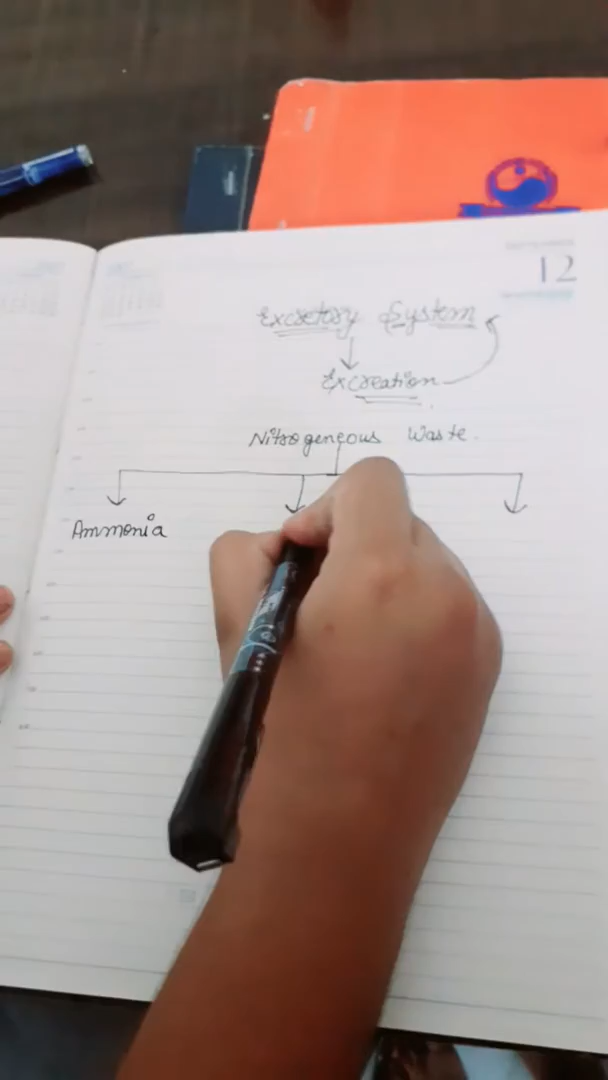 12
Excretory System
Excreation
Nitrogeneous Waste.
Ammonia